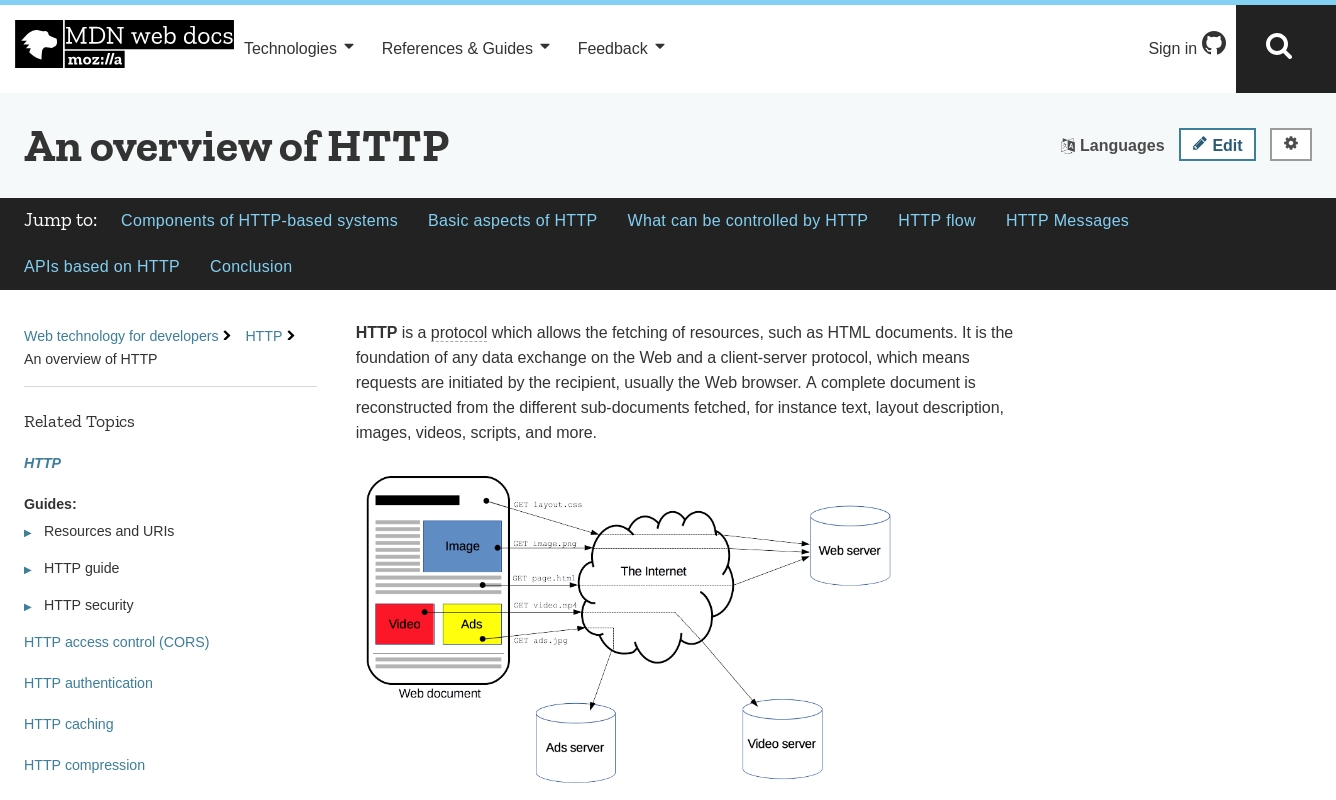 MDN web docs
moz://a
Technologies
References & Guides
Feedback
Sign in
An overview of HTTP
Languages
Edit
Jump to:
Components of HTTP-based systems
Basic aspects of HTTP
What can be controlled by HTTP
HTTP flow
HTTP Messages
APIs based on HTTP
Conclusion
Web technology for developers
HTTP
An overview of HTTP
Related Topics
HTTP
Guides:
Resources and URIs
HTTP guide
HTTP security
HTTP access control (CORS)
HTTP authentication
HTTP caching
HTTP compression
HTTP is a protocol which allows the fetching of resources, such as HTML documents. It is the
foundation of any data exchange on the Web and a client-server protocol, which means
requests are initiated by the recipient, usually the Web browser. A complete document is
reconstructed from the different sub-documents fetched, for instance text, layout description,
images, videos, scripts, and more.
GET layout.css
Image
GET image.png
The Internet
Web server
GET page.html
GET video.mp4
Video
Ads
GET ads.jpg
Web document
Ads server
Video server